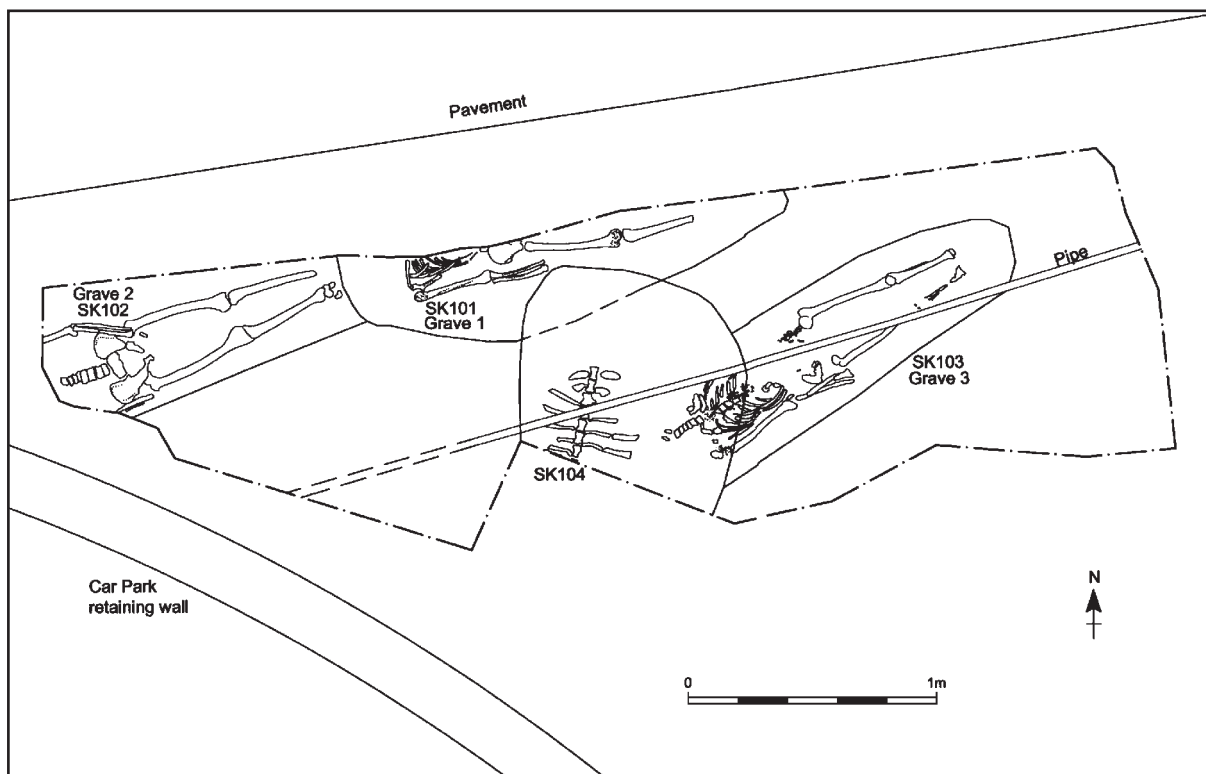 Pavement
Grave 2
SK102
SK101
Grave 1
Pipe
SK103
Grave 3
SK104
Car Park
retaining wall
N
0 1m